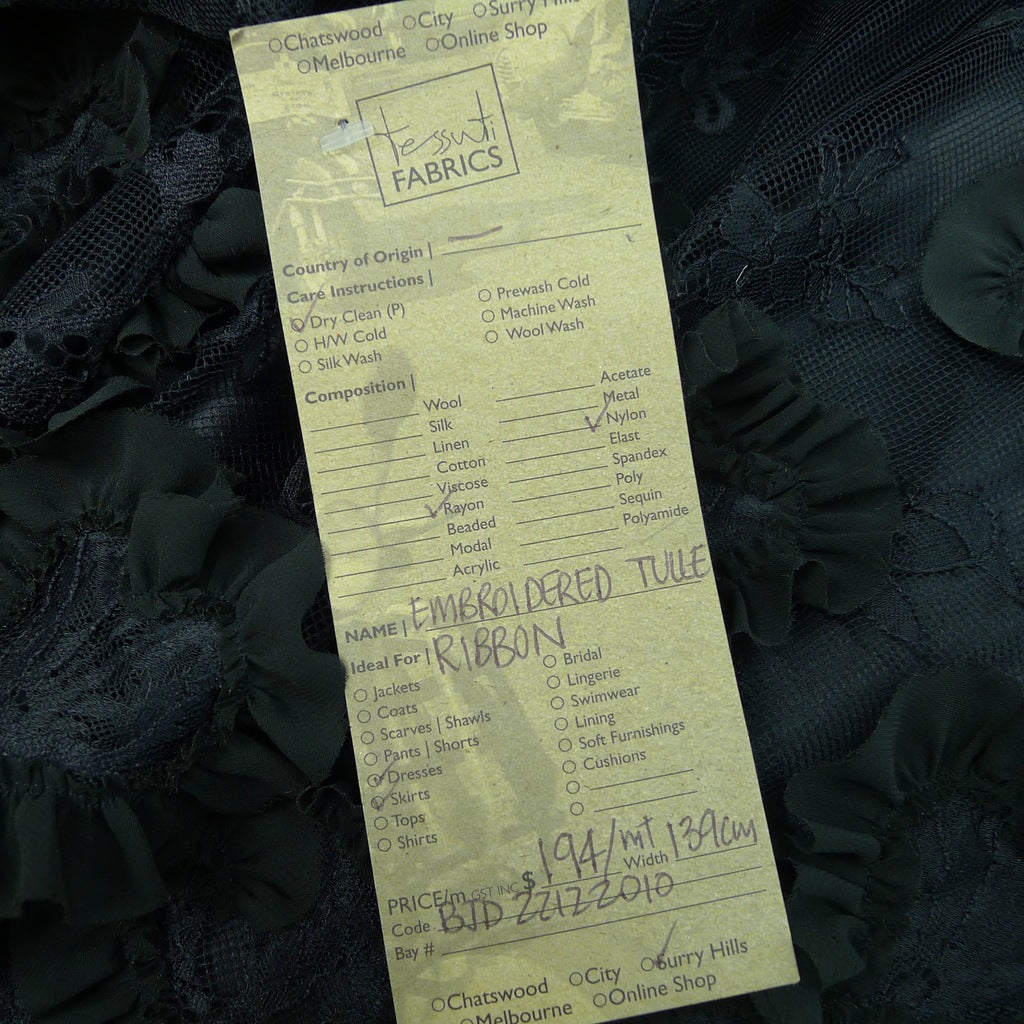 ○Chatswood ○City ○Surry Hills
○Melbourne ○Online Shop
tessuti
FABRICS
Country of Origin | —
Care Instructions |
○ Dry Clean (P) ○ Prewash Cold
○ H/W Cold ○ Machine Wash
○ Silk Wash ○ Wool Wash
Composition |
Wool Acetate
Silk Metal
Linen ✓ Nylon
Cotton Elast
Viscose Spandex
✓ Rayon Poly
Beaded Sequin
Modal Polyamide
Acrylic
NAME | EMBROIDERED TULLE
Ideal For | RIBBON
○ Jackets ○ Bridal
○ Coats ○ Lingerie
○ Scarves | Shawls ○ Swimwear
○ Pants | Shorts ○ Lining
○ Dresses ○ Soft Furnishings
○ Skirts ○ Cushions
○ Tops ○
○ Shirts ○
PRICE/m GST INC $194/mt Width 139cm
Code BJD 22122010
Bay #
○Chatswood ○City ○Surry Hills
○Melbourne ○Online Shop